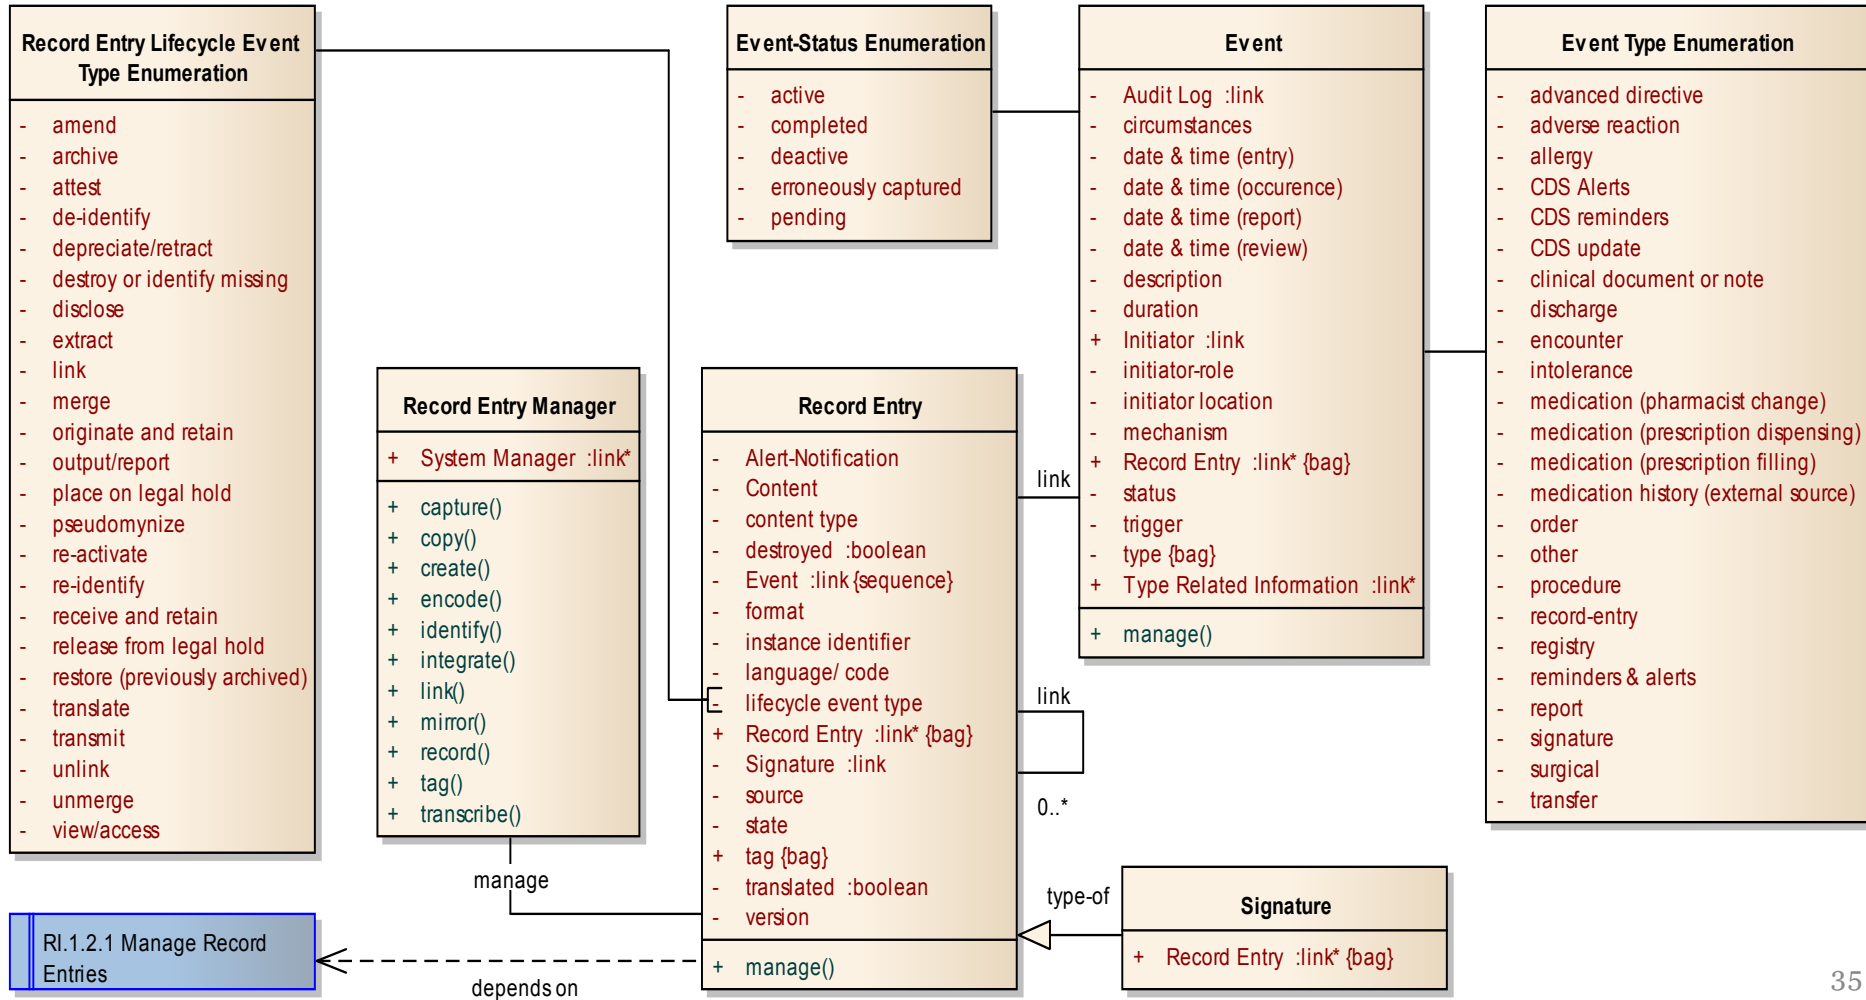 Record Entry Lifecycle Event
Type Enumeration
- amend
- archive
- attest
- de-identify
- depreciate/retract
- destroy or identify missing
- disclose
- extract
- link
- merge
- originate and retain
- output/report
- place on legal hold
- pseudomynize
- re-activate
- re-identify
- receive and retain
- release from legal hold
- restore (previously archived)
- translate
- transmit
- unlink
- unmerge
- view/access
Event-Status Enumeration
- active
- completed
- deactive
- erroneously captured
- pending
Event
- Audit Log :link
- circumstances
- date & time (entry)
- date & time (occurence)
- date & time (report)
- date & time (review)
- description
- duration
+ Initiator :link
- initiator-role
- initiator location
- mechanism
+ Record Entry :link* {bag}
- status
- trigger
- type {bag}
+ Type Related Information :link*
+ manage()
Event Type Enumeration
- advanced directive
- adverse reaction
- allergy
- CDS Alerts
- CDS reminders
- CDS update
- clinical document or note
- discharge
- encounter
- intolerance
- medication (pharmacist change)
- medication (prescription dispensing)
- medication (prescription filling)
- medication history (external source)
- order
- other
- procedure
- record-entry
- registry
- reminders & alerts
- report
- signature
- surgical
- transfer
Record Entry Manager
+ System Manager :link*
+ capture()
+ copy()
+ create()
+ encode()
+ identify()
+ integrate()
+ link()
+ mirror()
+ record()
+ tag()
+ transcribe()
manage
Record Entry
- Alert-Notification
- Content
- content type
- destroyed :boolean
- Event :link {sequence}
- format
- instance identifier
- language/ code
- lifecycle event type
+ Record Entry :link* {bag}
- Signature :link
- source
- state
+ tag {bag}
- translated :boolean
- version
+ manage()
link
link
0..*
type-of
Signature
+ Record Entry :link* {bag}
RI.1.2.1 Manage Record
Entries
depends on
35